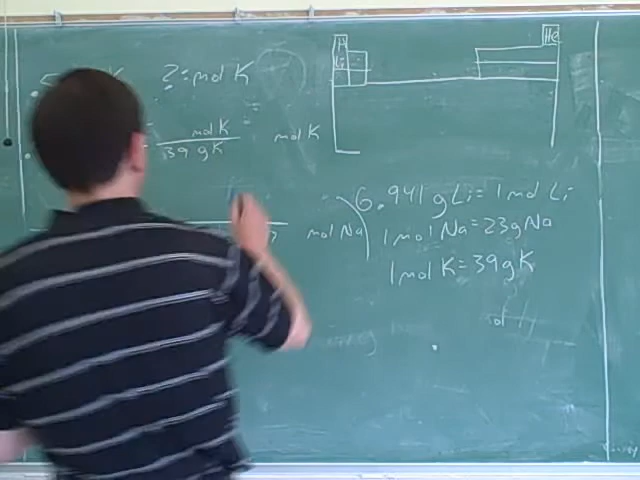 K ?: mol K
H
Li
He
mol K
39 g K
mol K
mol Na
6.941 g Li = 1 mol Li
1 mol Na = 23 g Na
1 mol K = 39 g K